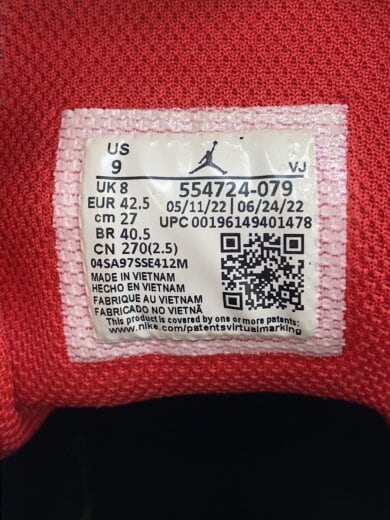 US
9
VJ
UK 8
554724-079
EUR 42.5
05/11/22 | 06/24/22
cm 27
UPC 00196149401478
BR 40.5
CN 270(2.5)
04SA97SSE412M
MADE IN VIETNAM
HECHO EN VIETNAM
FABRIQUE AU VIETNAM
FABRICADO NO VIETNÃ
This product is covered by one or more patents:
www.nike.com/patentsvirtualmarking